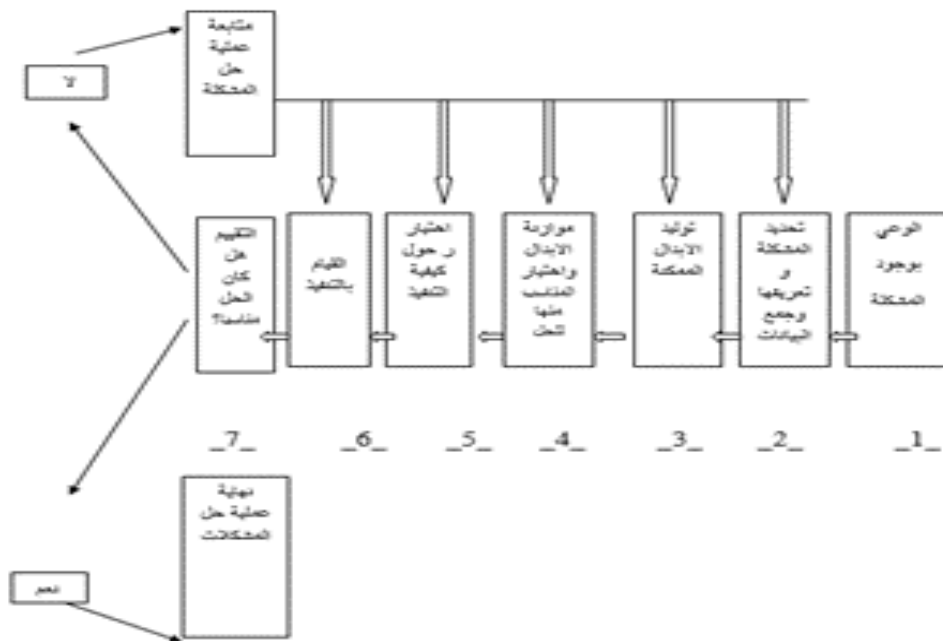 متابعة
عملية
حل
المشكلة
لا
الوعي
بوجود
المشكلة
تحديد
المشكلة
و
تعريفها
وجمع
البيانات
توليد
الابدال
الممكنة
موازنة
الابدال
واختيار
المناسب
منها
للحل
اختيار
ر حول
كيفية
التنفيذ
القيام
بالتنفيذ
التقييم
هل
كان
الحل
مناسبا؟
_1_
_2_
_3_
_4_
_5_
_6_
_7_
نهاية
عملية حل
المشكلات
نعم